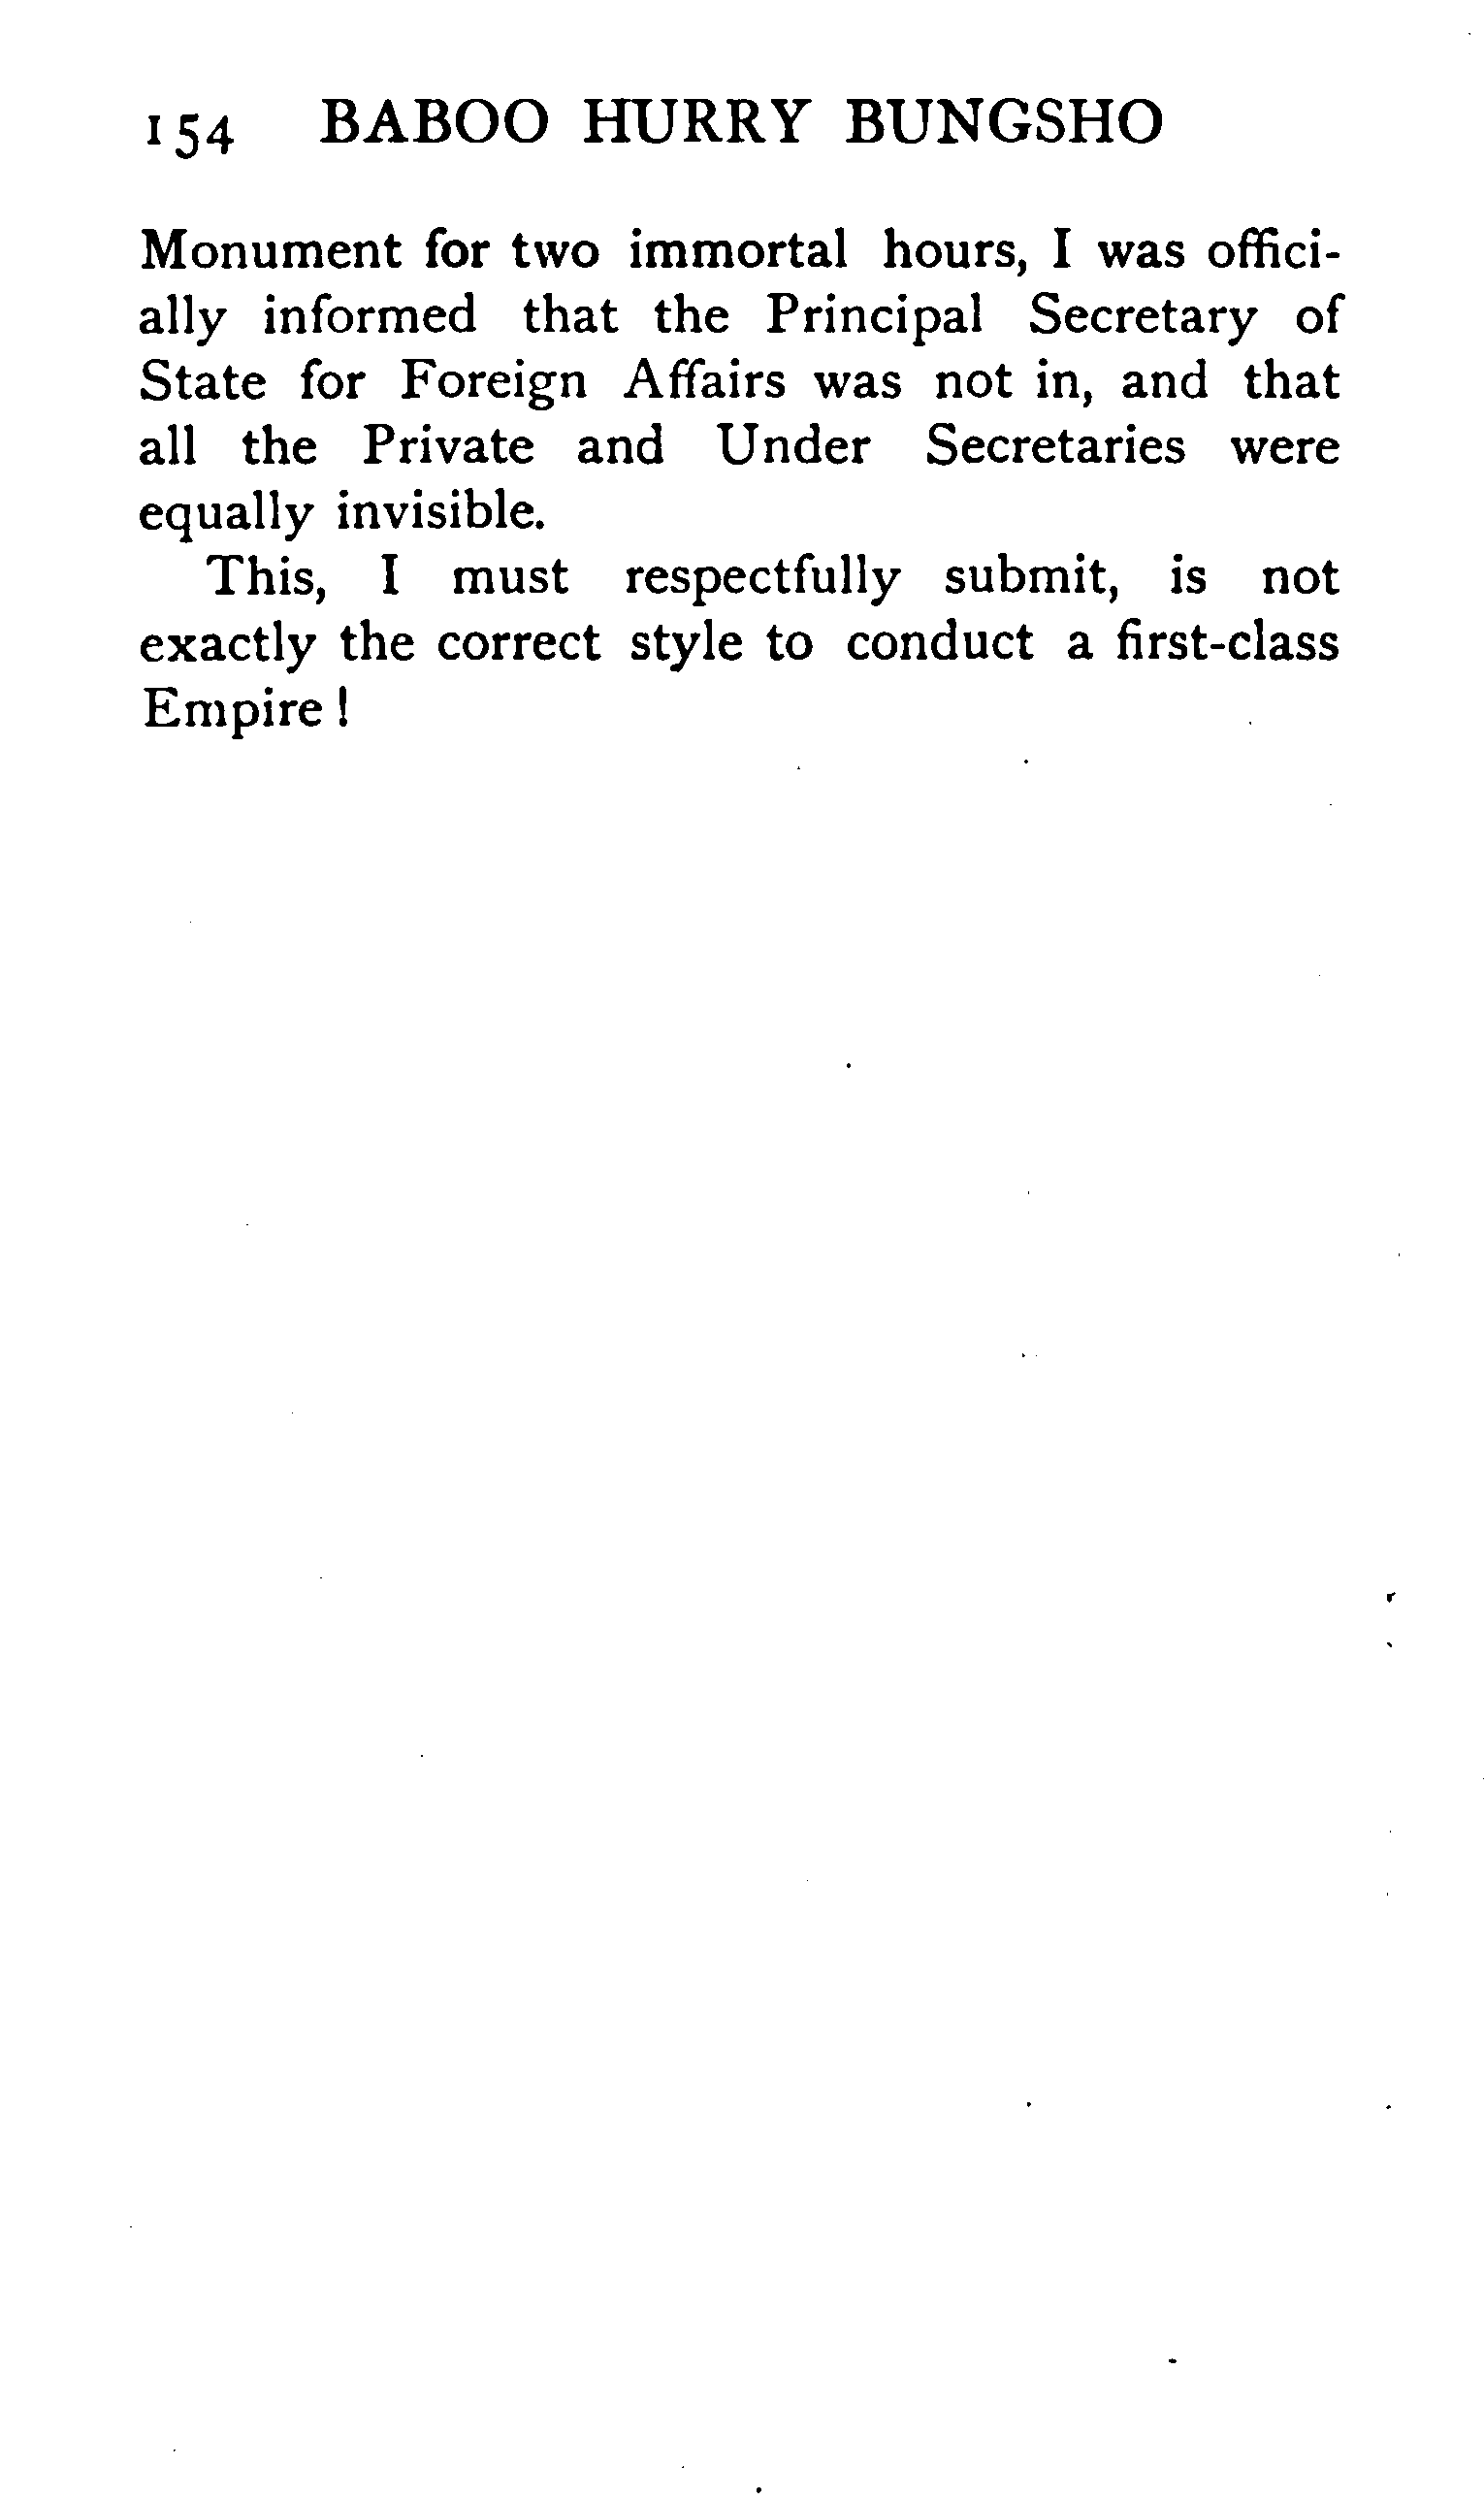 154 BABOO HURRY BUNGSHO
Monument for two immortal hours, I was offici-
ally informed that the Principal Secretary of
State for Foreign Affairs was not in, and that
all the Private and Under Secretaries were
equally invisible.
This, I must respectfully submit, is not
exactly the correct style to conduct a first-class
Empire !